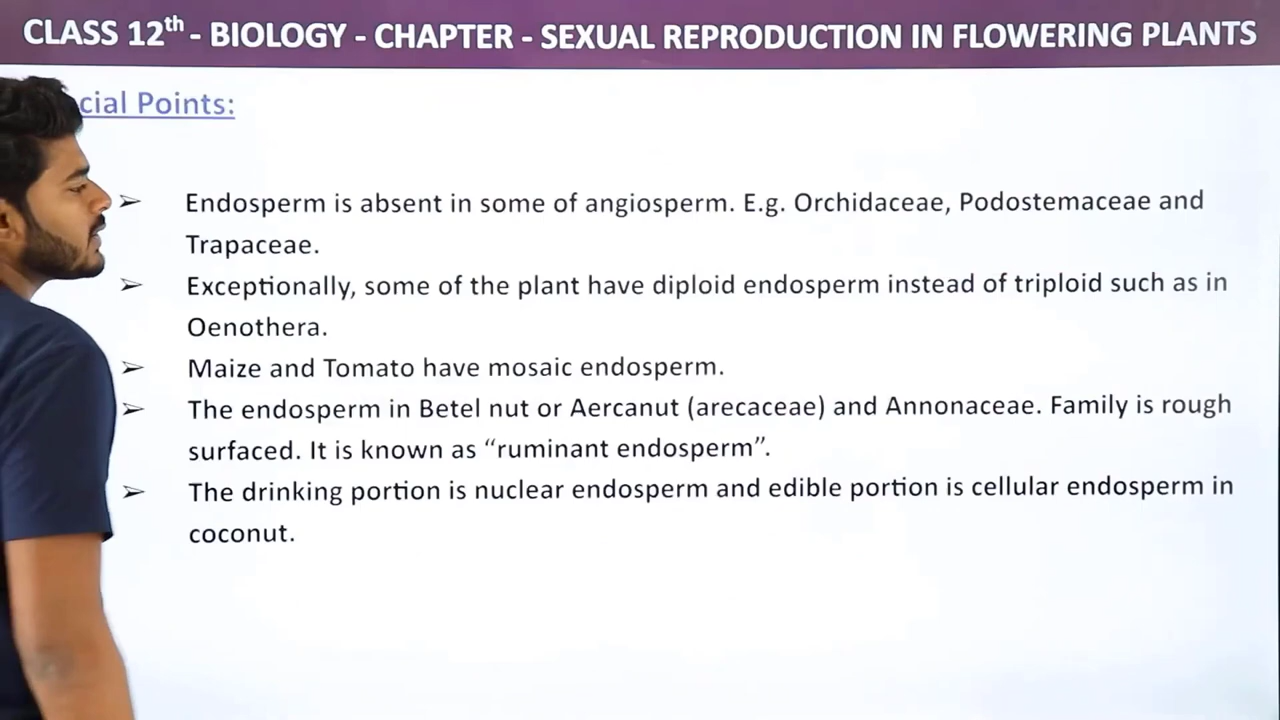 CLASS 12th - BIOLOGY - CHAPTER - SEXUAL REPRODUCTION IN FLOWERING PLANTS
cial Points:
➢ Endosperm is absent in some of angiosperm. E.g. Orchidaceae, Podostemaceae and
Trapaceae.
➢ Exceptionally, some of the plant have diploid endosperm instead of triploid such as in
Oenothera.
➢ Maize and Tomato have mosaic endosperm.
➢ The endosperm in Betel nut or Aercanut (arecaceae) and Annonaceae. Family is rough
surfaced. It is known as “ruminant endosperm”.
➢ The drinking portion is nuclear endosperm and edible portion is cellular endosperm in
coconut.